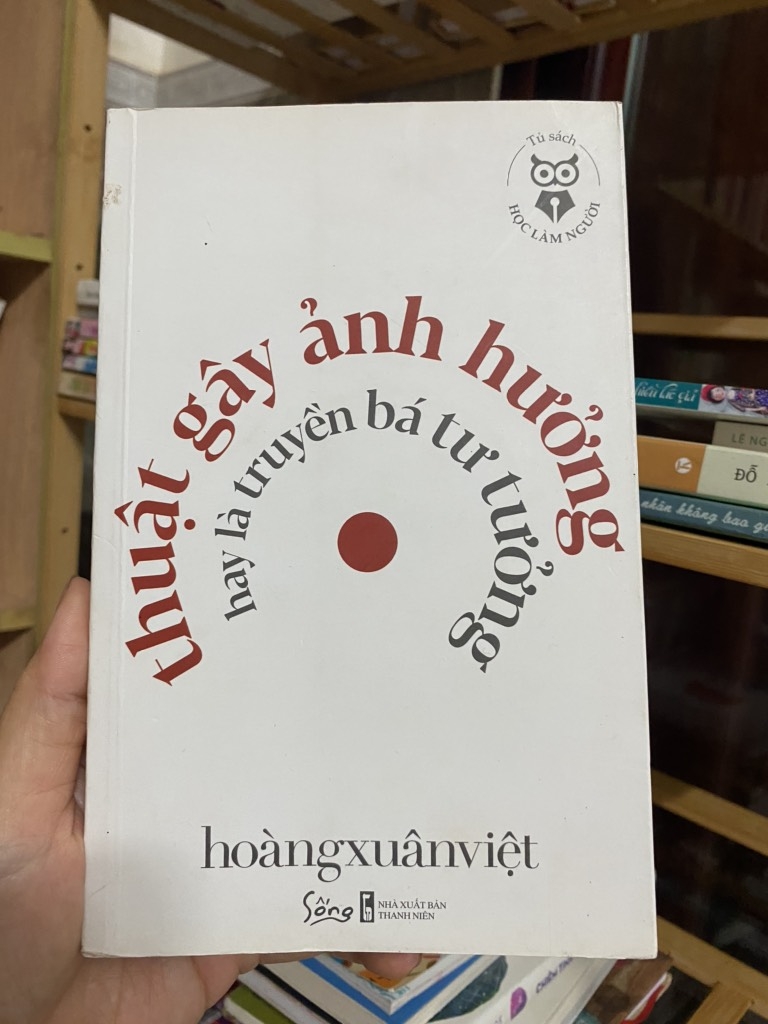 Tủ sách
HỌC LÀM NGƯỜI
thuật gây ảnh hưởng
hay là truyền bá tư tưởng
hoàngxuânviệt
Sống
NHÀ XUẤT BẢN
THANH NIÊN
LÊ NG
ĐỖ
nhân không bao gi